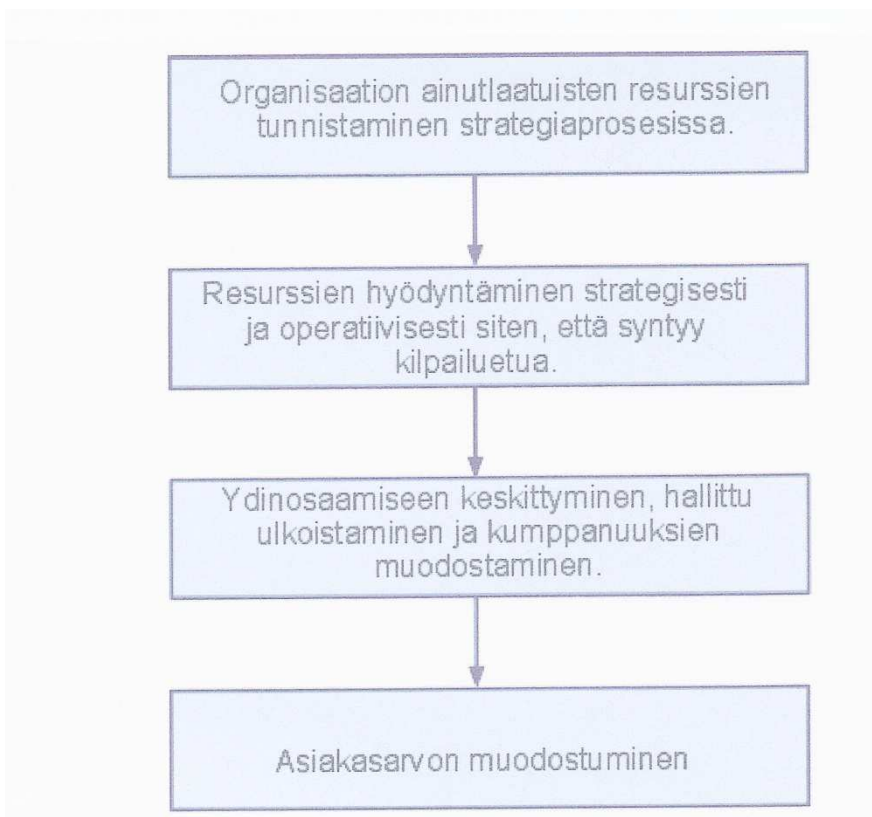 Organisaation ainutlaatuisten resurssien
tunnistaminen strategiaprosesissa.
Resurssien hyödyntäminen strategisesti
ja operatiivisesti siten, että syntyy
kilpailuetua.
Ydinosaamiseen keskittyminen, hallittu
ulkoistaminen ja kumppanuuksien
muodostaminen.
Asiakasarvon muodostuminen